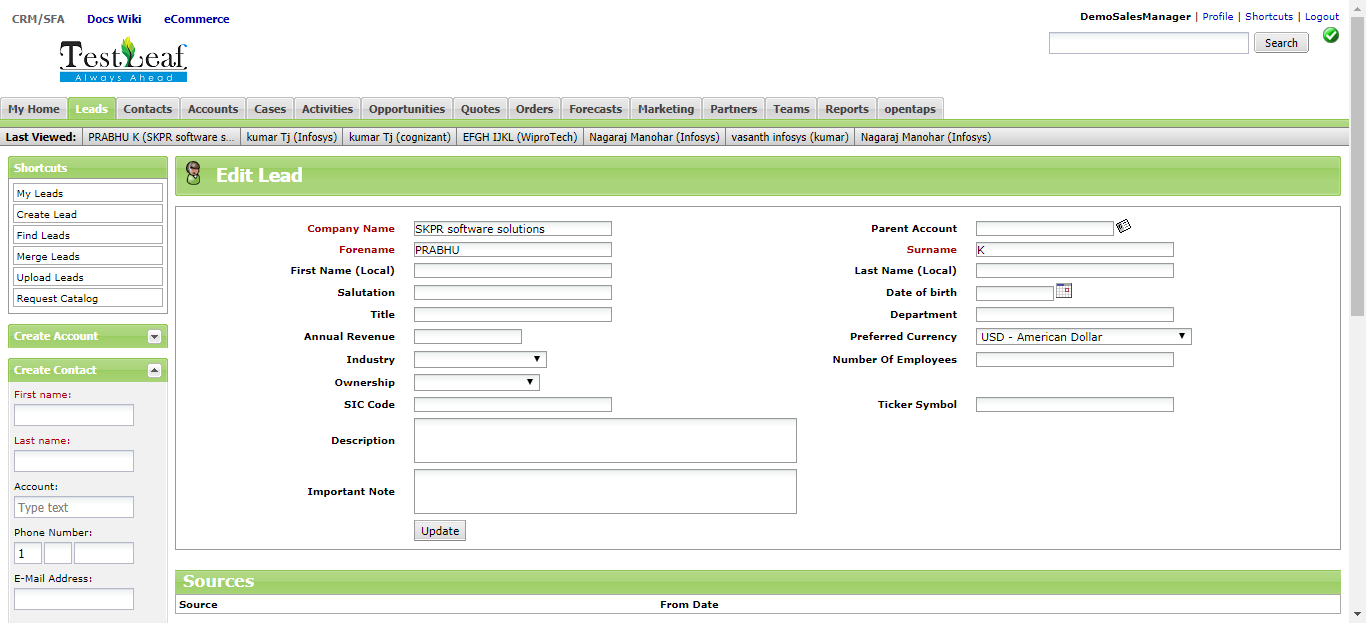 CRM/SFA Docs Wiki eCommerce
DemoSalesManager | Profile | Shortcuts | Logout
TestLeaf
Always Ahead
Search
My Home Leads Contacts Accounts Cases Activities Opportunities Quotes Orders Forecasts Marketing Partners Teams Reports opentaps
Last Viewed: PRABHU K (SKPR software s... kumar Tj (Infosys) kumar Tj (cognizant) EFGH IJKL (WiproTech) Nagaraj Manohar (Infosys) vasanth infosys (kumar) Nagaraj Manohar (Infosys)
Shortcuts
My Leads
Create Lead
Find Leads
Merge Leads
Upload Leads
Request Catalog
Create Account
Create Contact
First name:
Last name:
Account:
Type text
Phone Number:
1
E-Mail Address:
Edit Lead
Company Name SKPR software solutions Parent Account
Forename PRABHU Surname K
First Name (Local) Last Name (Local)
Salutation Date of birth
Title Department
Annual Revenue Preferred Currency USD - American Dollar
Industry Number Of Employees
Ownership
SIC Code Ticker Symbol
Description
Important Note
Update
Sources
Source From Date